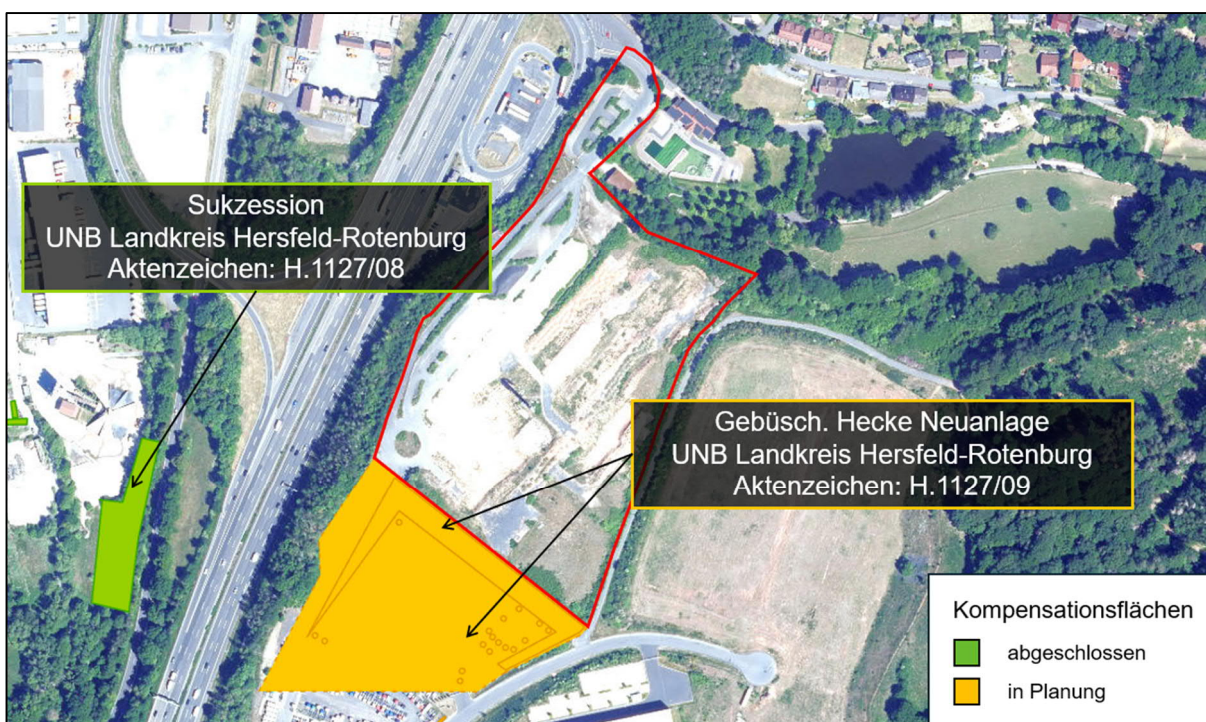 Sukzession
UNB Landkreis Hersfeld-Rotenburg
Aktenzeichen: H.1127/08
Gebüsch. Hecke Neuanlage
UNB Landkreis Hersfeld-Rotenburg
Aktenzeichen: H.1127/09
Kompensationsflächen
abgeschlossen
in Planung